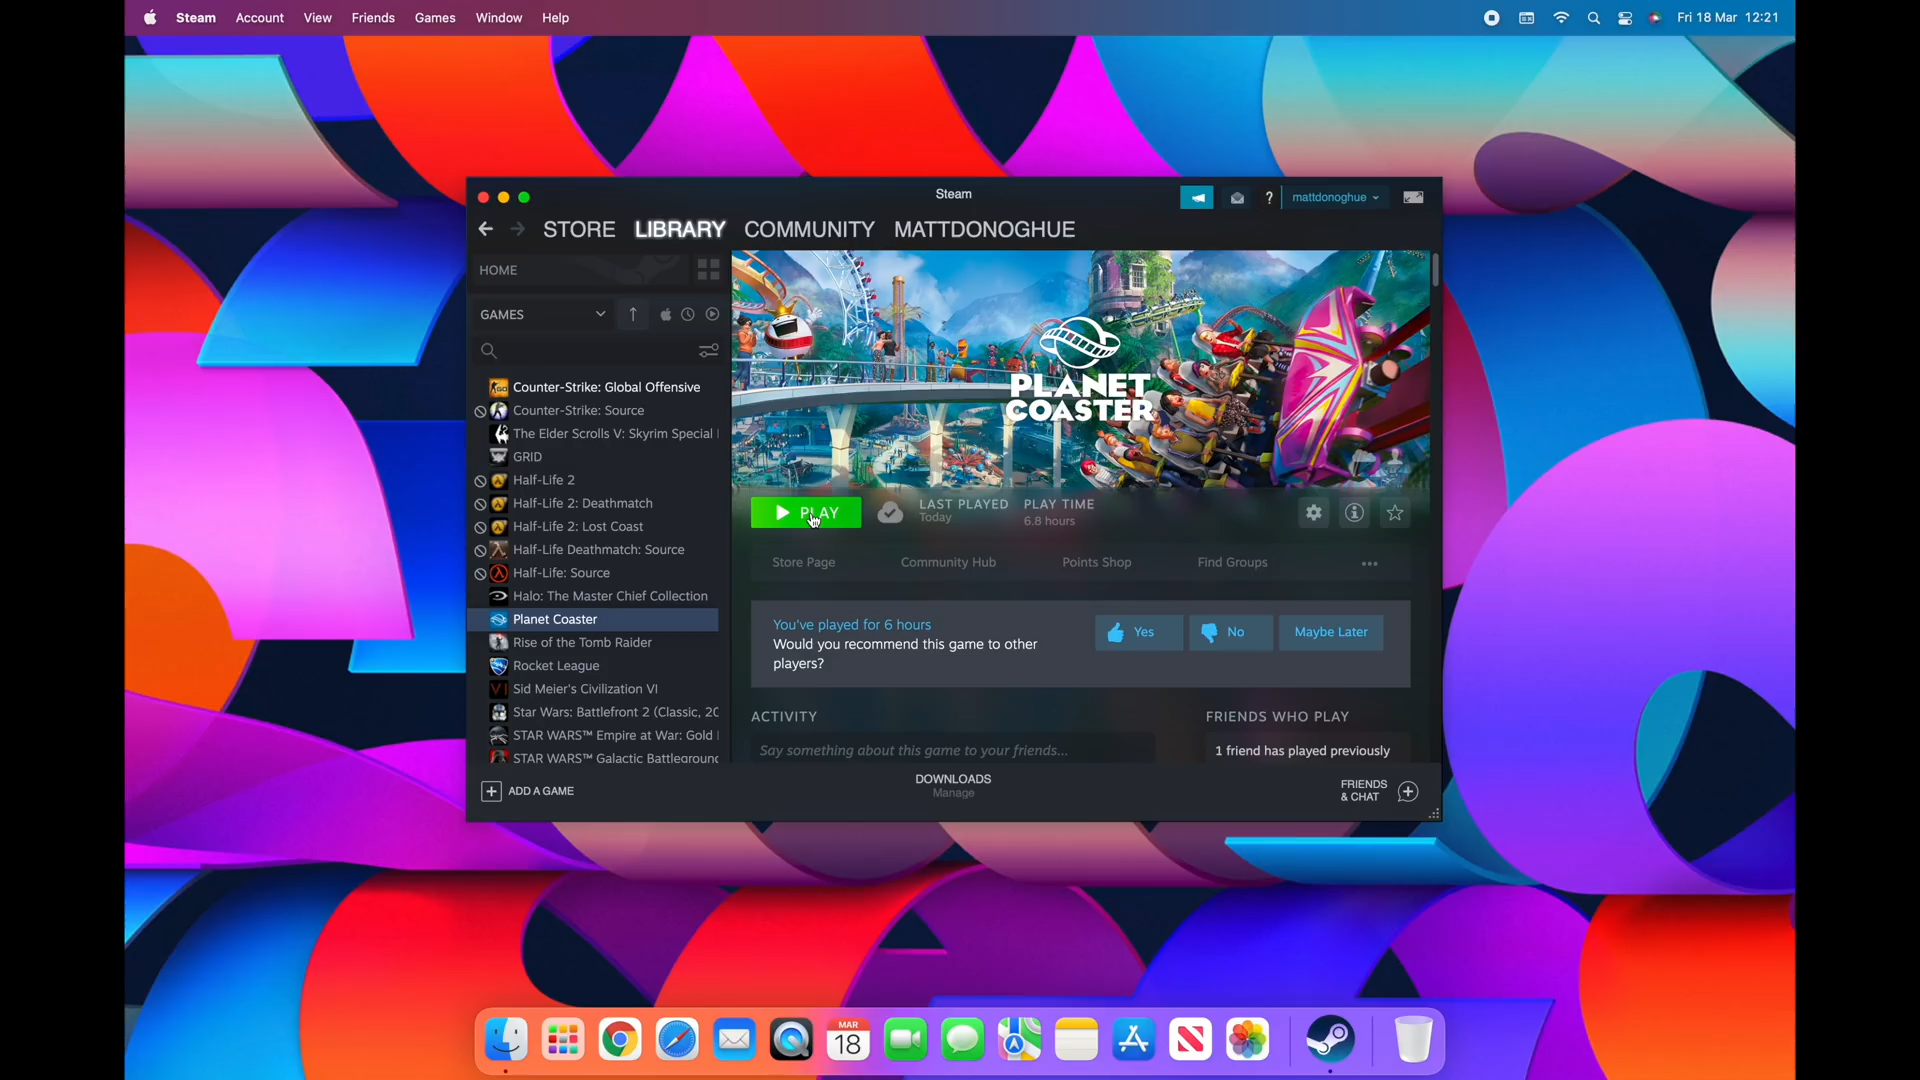 Steam Account View Friends Games Window Help
Fri 18 Mar 12:21
Steam
? mattdonoghue
STORE LIBRARY COMMUNITY MATTDONOGHUE
HOME
GAMES
Counter-Strike: Global Offensive
Counter-Strike: Source
The Elder Scrolls V: Skyrim Special
GRID
Half-Life 2
Half-Life 2: Deathmatch
Half-Life 2: Lost Coast
Half-Life Deathmatch: Source
Half-Life: Source
Halo: The Master Chief Collection
Planet Coaster
Rise of the Tomb Raider
Rocket League
Sid Meier's Civilization VI
Star Wars: Battlefront 2 (Classic, 20
STAR WARS™ Empire at War: Gold
STAR WARS™ Galactic Battleground
PLANET
COASTER
PLAY
LAST PLAYED
Today
PLAY TIME
6.8 hours
Store Page Community Hub Points Shop Find Groups
You've played for 6 hours
Would you recommend this game to other
players?
Yes No Maybe Later
ACTIVITY
Say something about this game to your friends...
FRIENDS WHO PLAY
1 friend has played previously
ADD A GAME
DOWNLOADS
Manage
FRIENDS
& CHAT
MAR
18